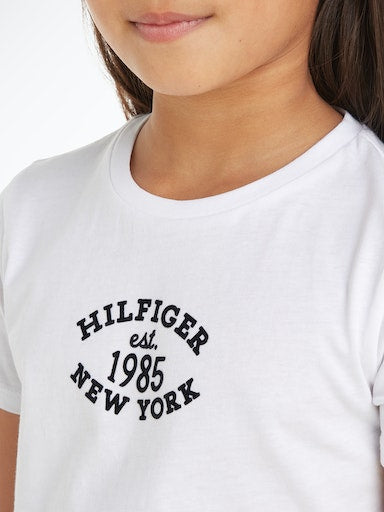 HILFIGER
est.
1985
NEW YORK